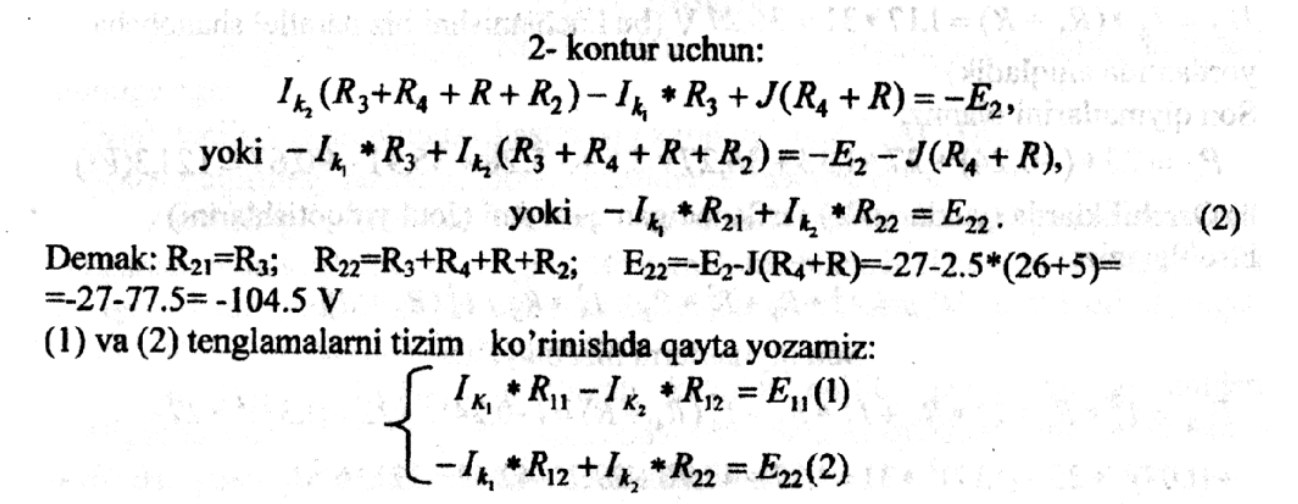 2- kontur uchun:
I_{k_2}(R_3+R_4 + R + R_2) − I_{k_1} * R_3 + J(R_4 + R) = −E_2,
yoki − I_{k_1} * R_3 + I_{k_2}(R_3 + R_4 + R + R_2) = −E_2 − J(R_4 + R),
yoki − I_{k_1} * R_{21} + I_{k_2} * R_{22} = E_{22}. (2)
Demak: R_{21}=R_3; R_{22}=R_3+R_4+R+R_2; E_{22}=-E_2-J(R_4+R)=-27-2.5*(26+5)=
=-27-77.5= -104.5 V
(1) va (2) tenglamalarni tizim ko’rinishda qayta yozamiz:
I_{K_1} * R_{11} − I_{K_2} * R_{12} = E_{11}(1)
− I_{k_1} * R_{12} + I_{k_2} * R_{22} = E_{22}(2)